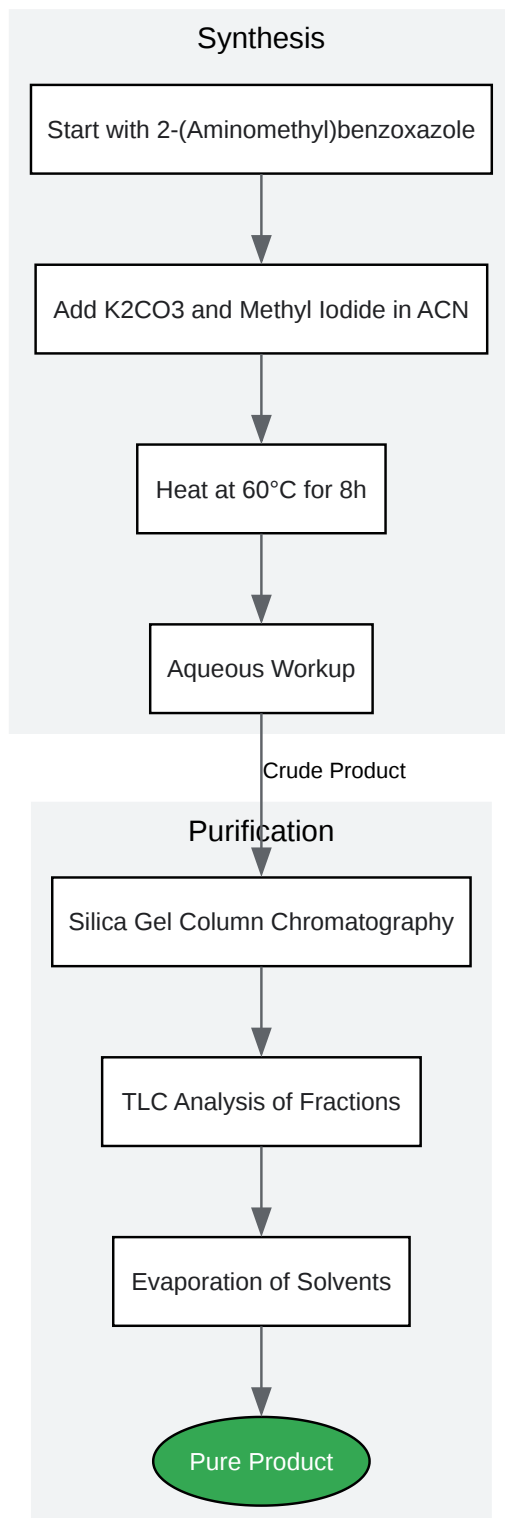 Synthesis
Start with 2-(Aminomethyl)benzoxazole
Add K2CO3 and Methyl Iodide in ACN
Heat at 60°C for 8h
Aqueous Workup
Crude Product
Purification
Silica Gel Column Chromatography
TLC Analysis of Fractions
Evaporation of Solvents
Pure Product